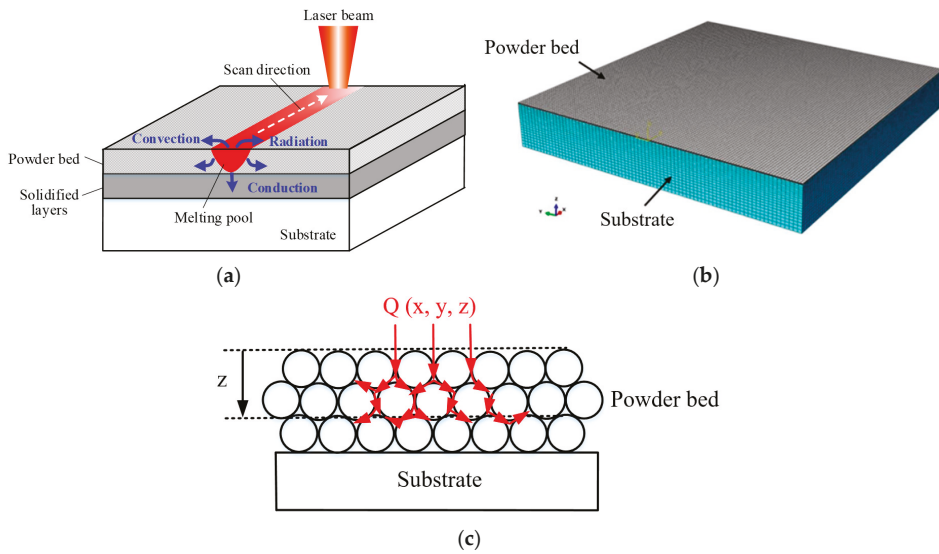 Laser beam
Scan direction
Convection
Radiation
Powder bed
Solidified
layers
Conduction
Melting pool
Substrate
(a)
Powder bed
Substrate
Z
Y
X
(b)
Q (x, y, z)
z
Powder bed
Substrate
(c)